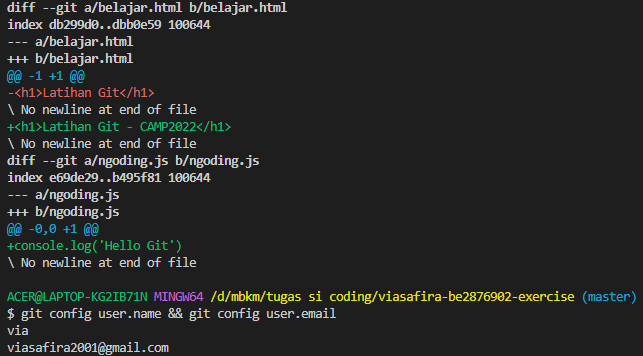 diff --git a/belajar.html b/belajar.html
index db299d0..dbb0e59 100644
--- a/belajar.html
+++ b/belajar.html
@@ -1 +1 @@
-<h1>Latihan Git</h1>
\ No newline at end of file
+<h1>Latihan Git - CAMP2022</h1>
\ No newline at end of file
diff --git a/ngoding.js b/ngoding.js
index e69de29..b495f81 100644
--- a/ngoding.js
+++ b/ngoding.js
@@ -0,0 +1 @@
+console.log('Hello Git')
\ No newline at end of file

ACER@LAPTOP-KG2IB71N MINGW64 /d/mbkm/tugas si coding/viasafira-be2876902-exercise (master)
$ git config user.name && git config user.email
via
viasafira2001@gmail.com